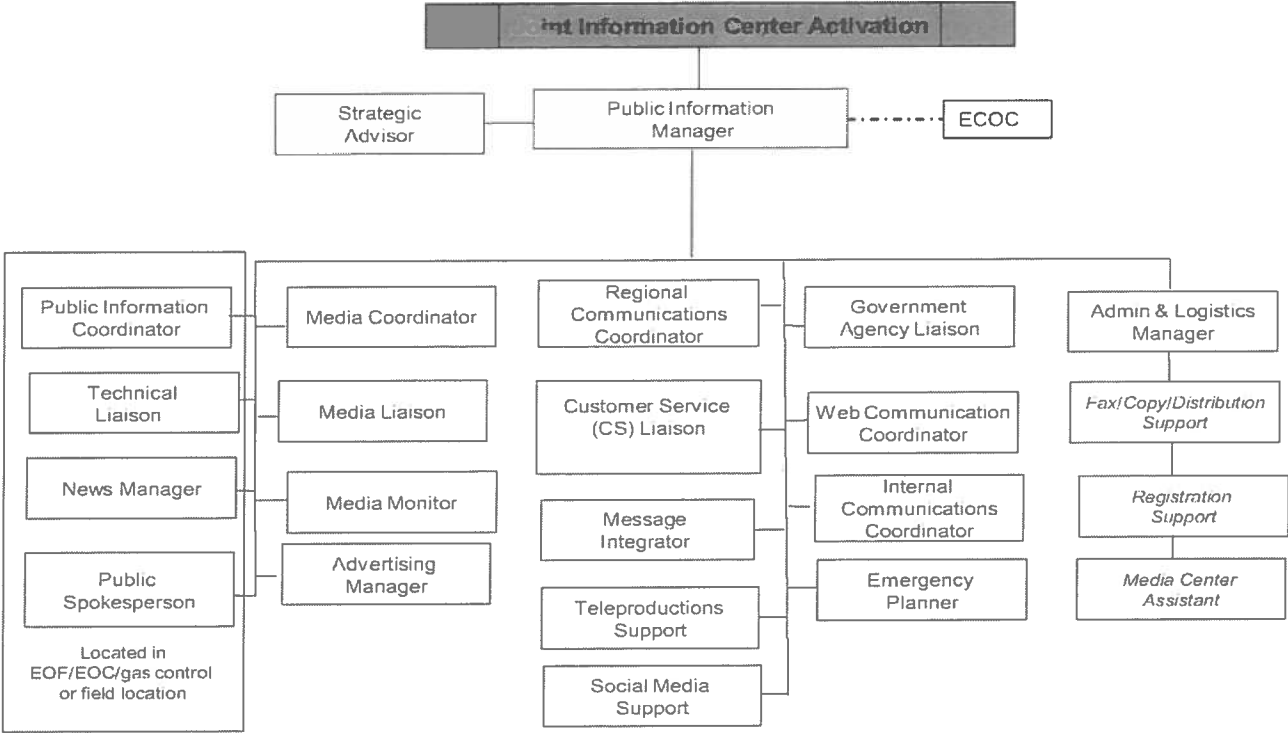 Joint Information Center Activation
Strategic
Advisor
Public Information
Manager
ECOC
Public Information
Coordinator
Technical
Liaison
News Manager
Public
Spokesperson
Located in
EOF/EOC/gas control
or field location
Media Coordinator
Media Liaison
Media Monitor
Advertising
Manager
Regional
Communications
Coordinator
Customer Service
(CS) Liaison
Message
Integrator
Teleproductions
Support
Social Media
Support
Government
Agency Liaison
Web Communication
Coordinator
Internal
Communications
Coordinator
Emergency
Planner
Admin & Logistics
Manager
Fax/Copy/Distribution
Support
Registration
Support
Media Center
Assistant